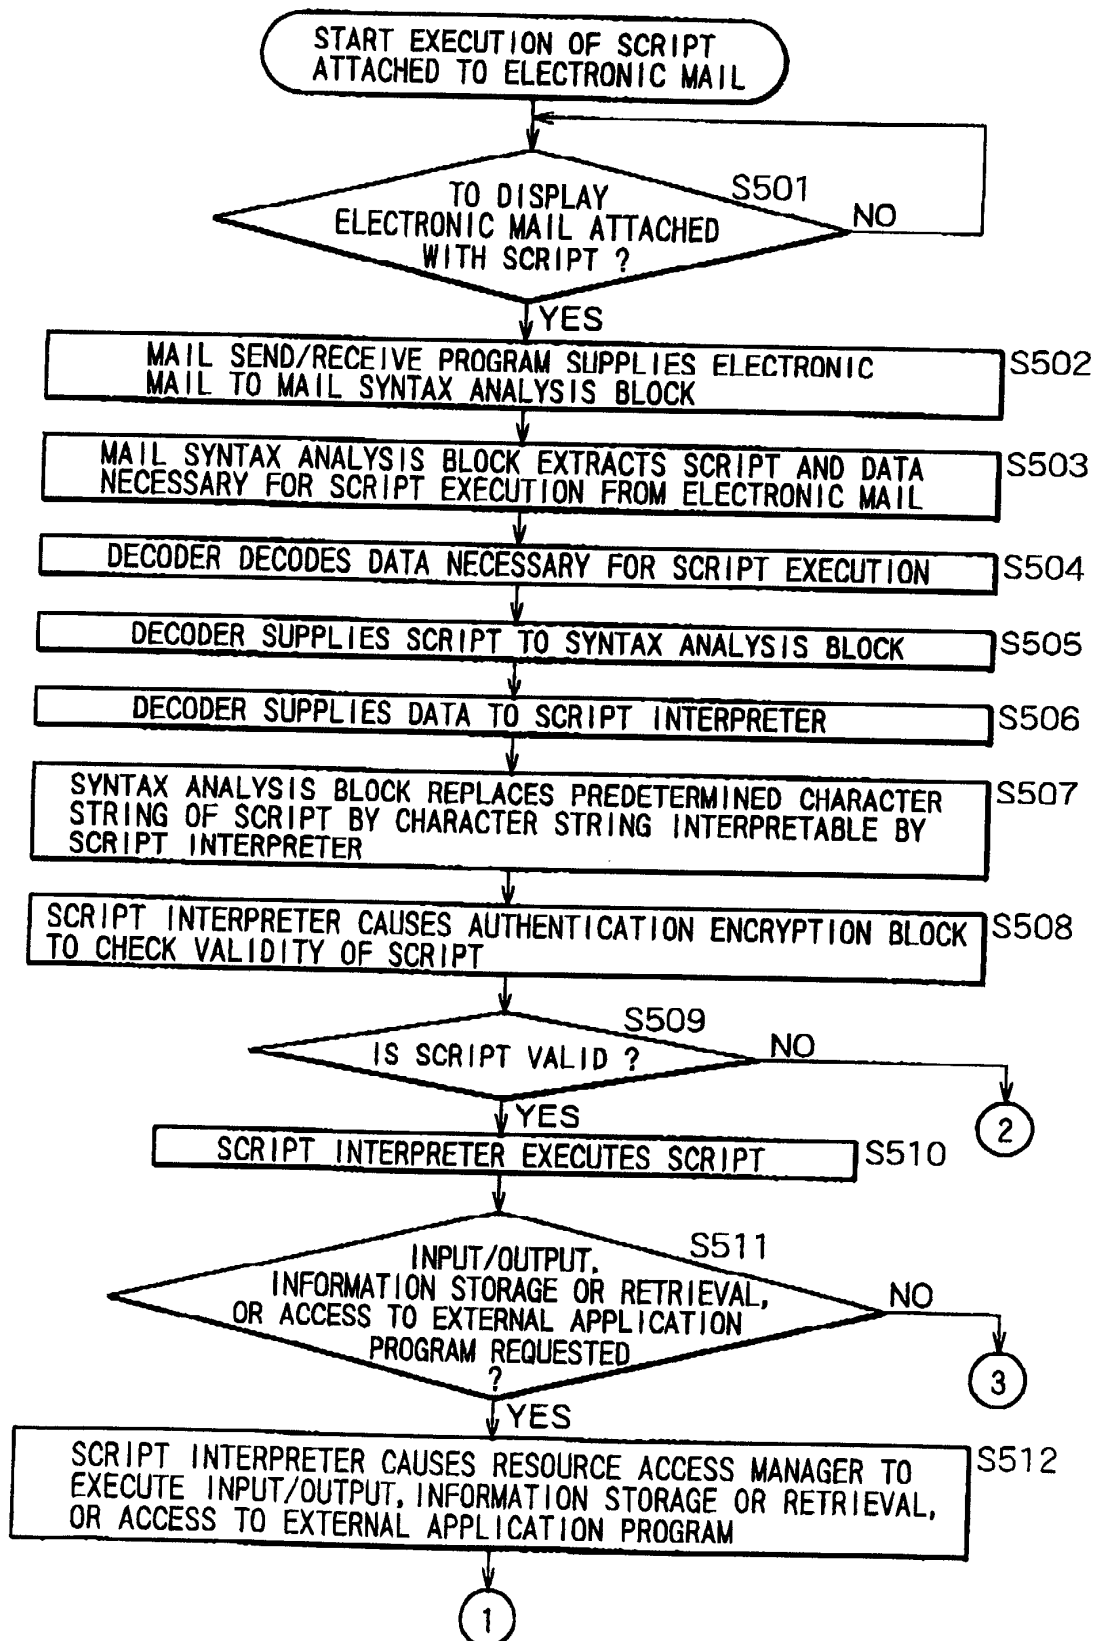 START EXECUTION OF SCRIPT
ATTACHED TO ELECTRONIC MAIL
S501
TO DISPLAY
ELECTRONIC MAIL ATTACHED
WITH SCRIPT ?
NO
YES
MAIL SEND/RECEIVE PROGRAM SUPPLIES ELECTRONIC
MAIL TO MAIL SYNTAX ANALYSIS BLOCK
S502
MAIL SYNTAX ANALYSIS BLOCK EXTRACTS SCRIPT AND DATA
NECESSARY FOR SCRIPT EXECUTION FROM ELECTRONIC MAIL
S503
DECODER DECODES DATA NECESSARY FOR SCRIPT EXECUTION
S504
DECODER SUPPLIES SCRIPT TO SYNTAX ANALYSIS BLOCK
S505
DECODER SUPPLIES DATA TO SCRIPT INTERPRETER
S506
SYNTAX ANALYSIS BLOCK REPLACES PREDETERMINED CHARACTER
STRING OF SCRIPT BY CHARACTER STRING INTERPRETABLE BY
SCRIPT INTERPRETER
S507
SCRIPT INTERPRETER CAUSES AUTHENTICATION ENCRYPTION BLOCK
TO CHECK VALIDITY OF SCRIPT
S508
S509
IS SCRIPT VALID ?
NO
2
YES
SCRIPT INTERPRETER EXECUTES SCRIPT
S510
S511
INPUT/OUTPUT,
INFORMATION STORAGE OR RETRIEVAL,
OR ACCESS TO EXTERNAL APPLICATION
PROGRAM REQUESTED
?
NO
3
YES
SCRIPT INTERPRETER CAUSES RESOURCE ACCESS MANAGER TO
EXECUTE INPUT/OUTPUT, INFORMATION STORAGE OR RETRIEVAL,
OR ACCESS TO EXTERNAL APPLICATION PROGRAM
S512
1